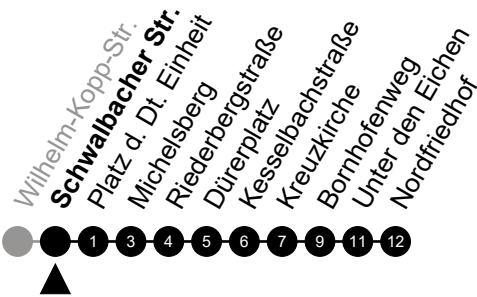 Wilhelm-Kopp-Str.
Schwalbacher Str.
Platz d. Dt. Einheit
Michelsberg
Riederbergstraße
Dürerplatz
Kesselbachstraße
Kreuzkirche
Bornhofenweg
Unter den Eichen
Nordfriedhof
1 3 4 5 6 7 9 11 12